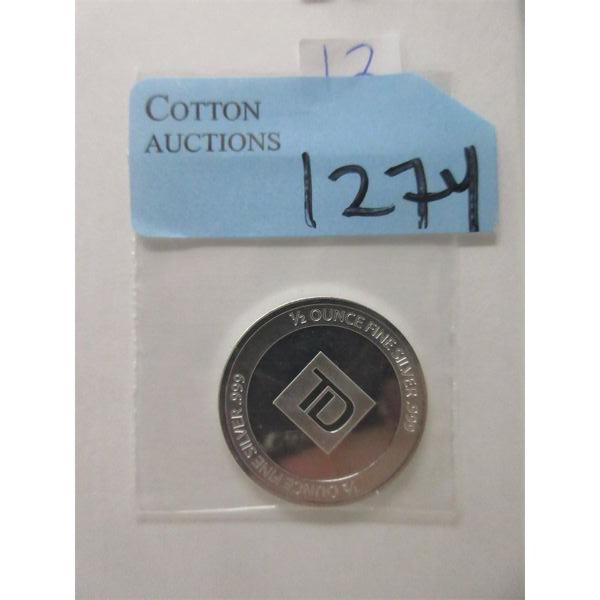 12
COTTON
AUCTIONS
1274
½ OUNCE FINE SILVER .999
TD
½ OUNCE FINE SILVER .999